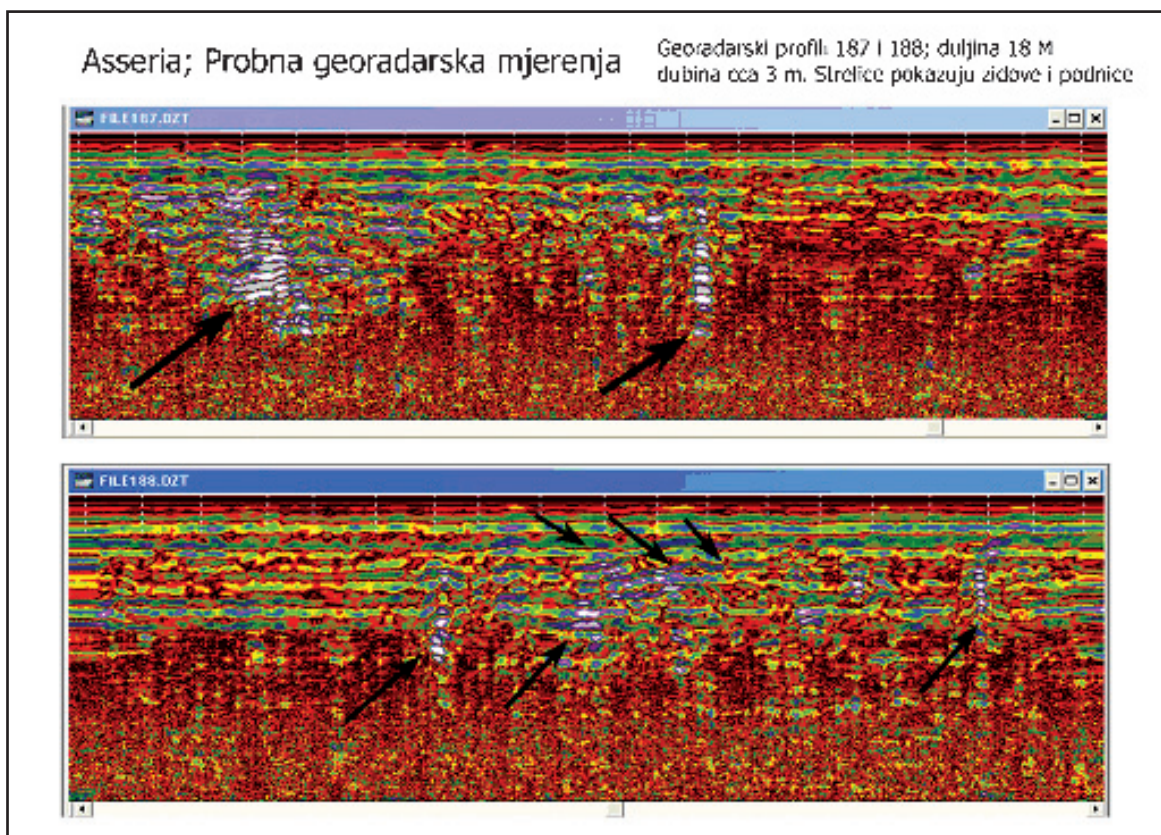 Asseria; Probna georadarska mjerenja
Georadarski profili 187 i 188; duljina 18 M
dubina cca 3 m. Strelice pokazuju zidove i podnice
FILE187.DZT
FILE188.DZT